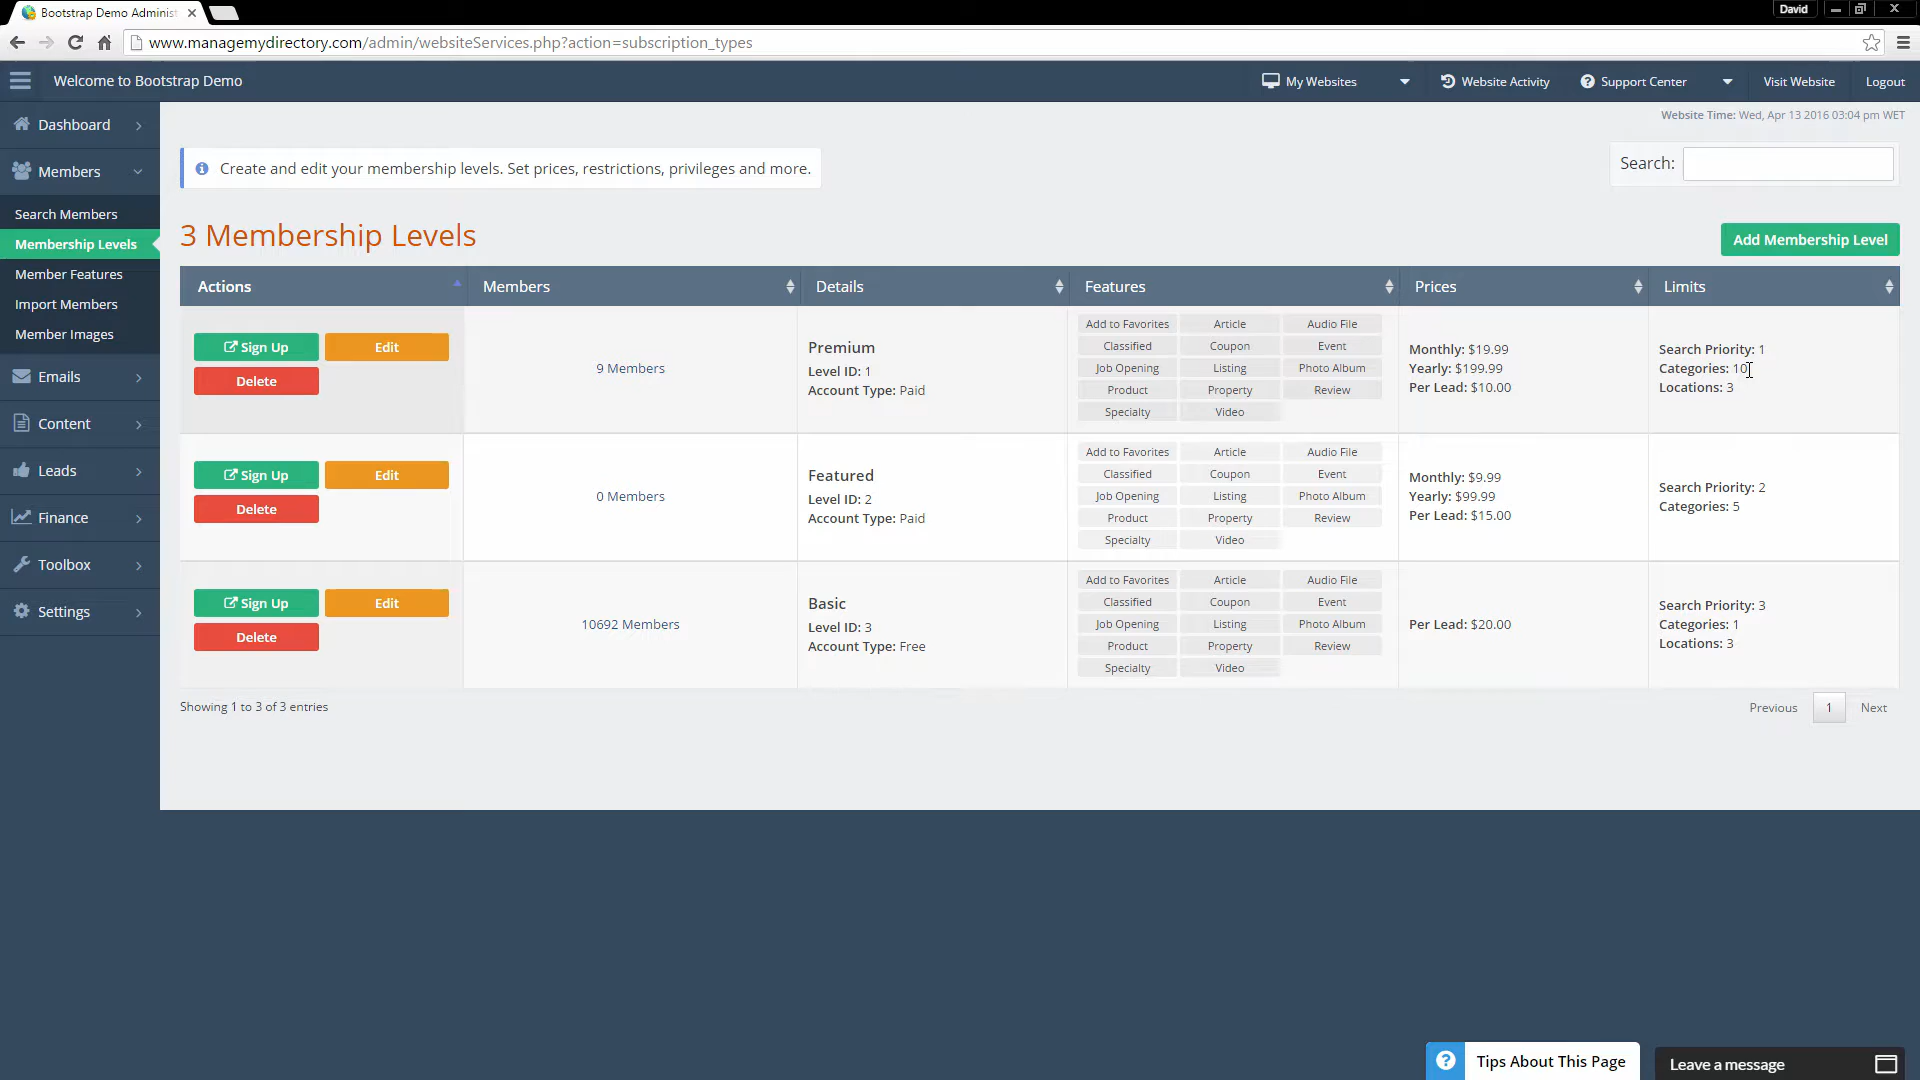 Bootstrap Demo Administ
David
www.managemydirectory.com/admin/websiteServices.php?action=subscription_types
Welcome to Bootstrap Demo
My Websites
Website Activity
Support Center
Visit Website
Logout
Website Time: Wed, Apr 13 2016 03:04 pm WET
Dashboard
Members
Search Members
Membership Levels
Member Features
Import Members
Member Images
Emails
Content
Leads
Finance
Toolbox
Settings
Create and edit your membership levels. Set prices, restrictions, privileges and more.
Search:
3 Membership Levels
Add Membership Level
Actions Members Details Features Prices Limits
Sign Up Edit
Delete
9 Members
Premium
Level ID: 1
Account Type: Paid
Add to Favorites Article Audio File
Classified Coupon Event
Job Opening Listing Photo Album
Product Property Review
Specialty Video
Monthly: $19.99
Yearly: $199.99
Per Lead: $10.00
Search Priority: 1
Categories: 10
Locations: 3
Sign Up Edit
Delete
0 Members
Featured
Level ID: 2
Account Type: Paid
Add to Favorites Article Audio File
Classified Coupon Event
Job Opening Listing Photo Album
Product Property Review
Specialty Video
Monthly: $9.99
Yearly: $99.99
Per Lead: $15.00
Search Priority: 2
Categories: 5
Sign Up Edit
Delete
10692 Members
Basic
Level ID: 3
Account Type: Free
Add to Favorites Article Audio File
Classified Coupon Event
Job Opening Listing Photo Album
Product Property Review
Specialty Video
Per Lead: $20.00
Search Priority: 3
Categories: 1
Locations: 3
Showing 1 to 3 of 3 entries
Previous 1 Next
? Tips About This Page
Leave a message